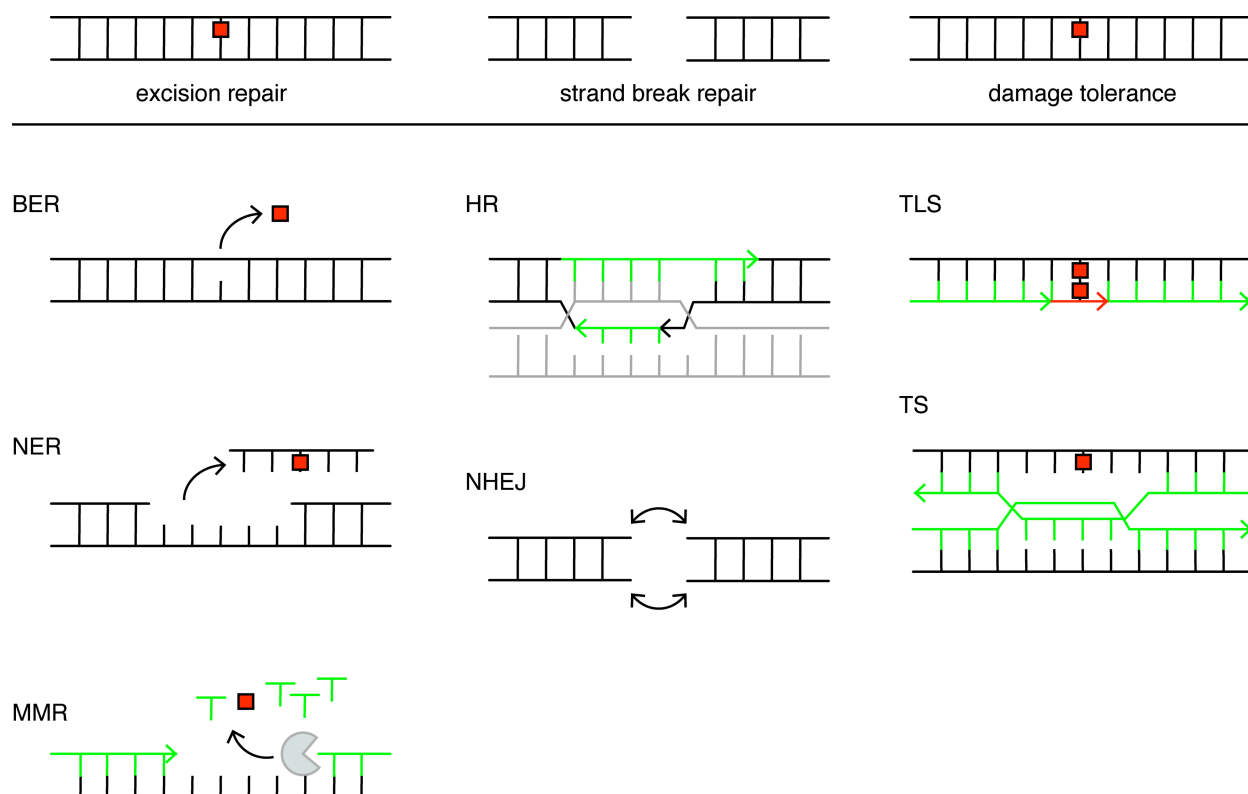 excision repair
strand break repair
damage tolerance
BER
HR
TLS
TS
NER
NHEJ
MMR